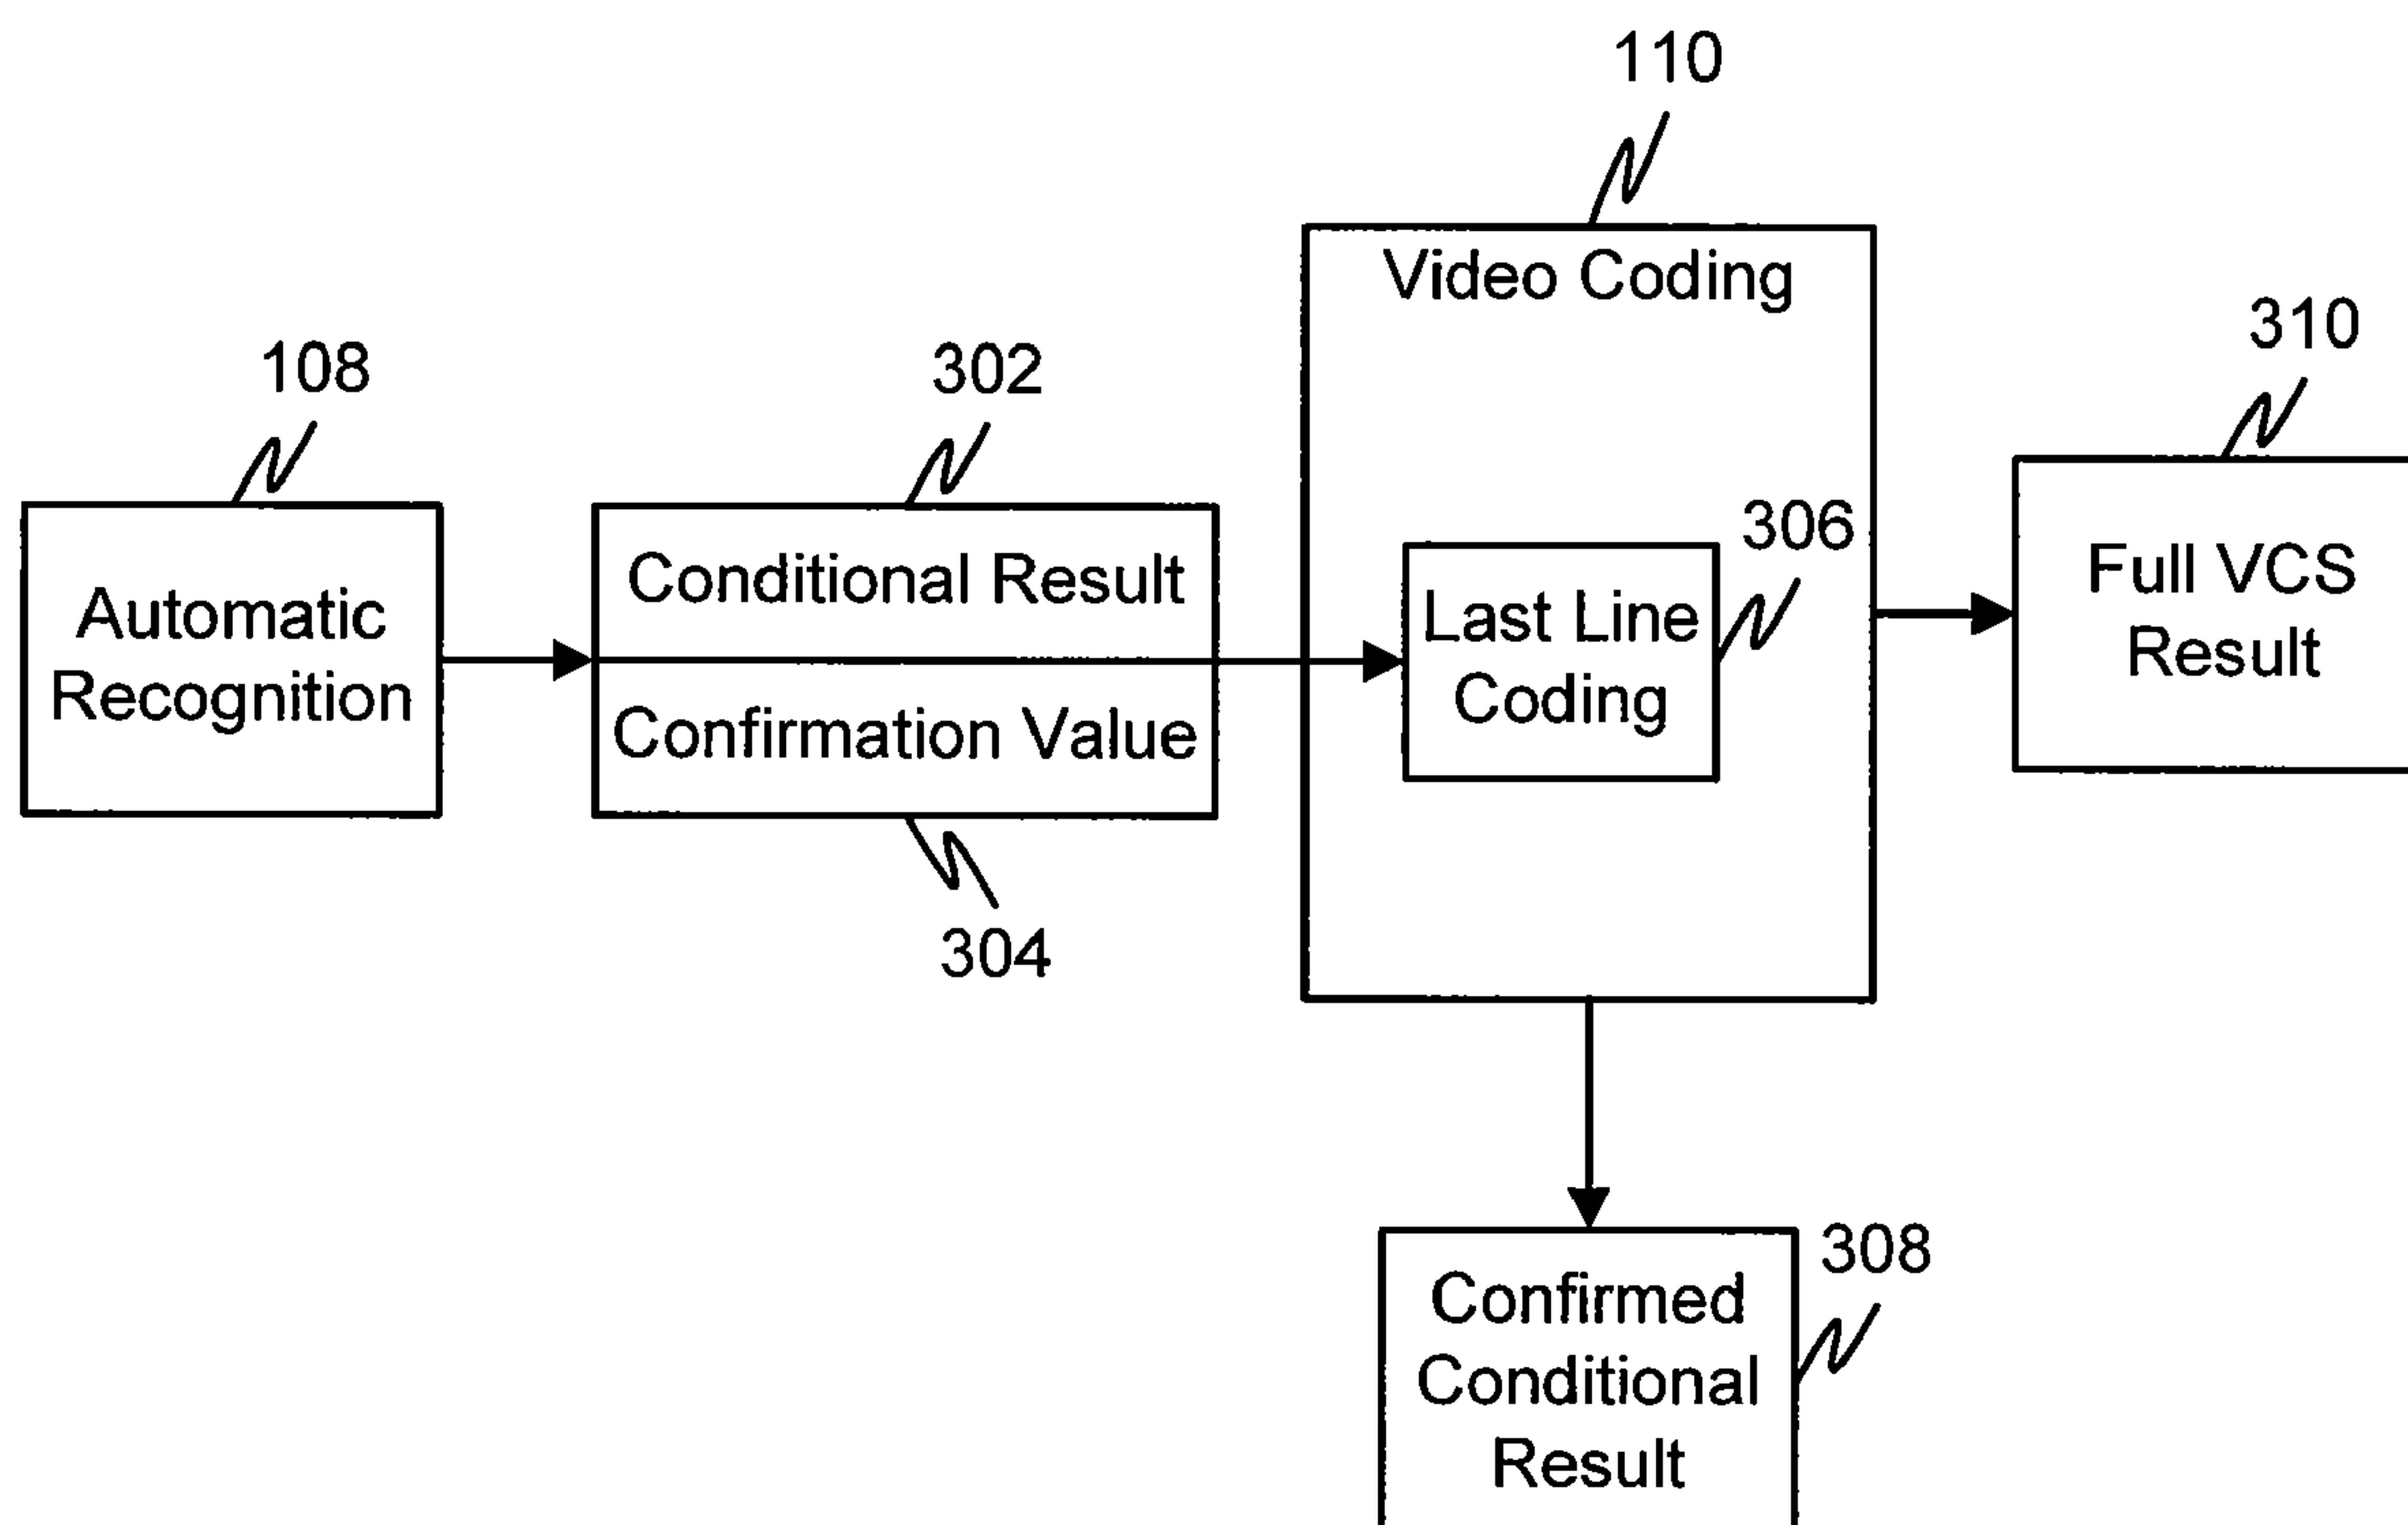 110
Video Coding
310
108
302
306
Full VCS
Result
Automatic
Recognition
Conditional Result
Confirmation Value
Last Line
Coding
304
308
Confirmed
Conditional
Result